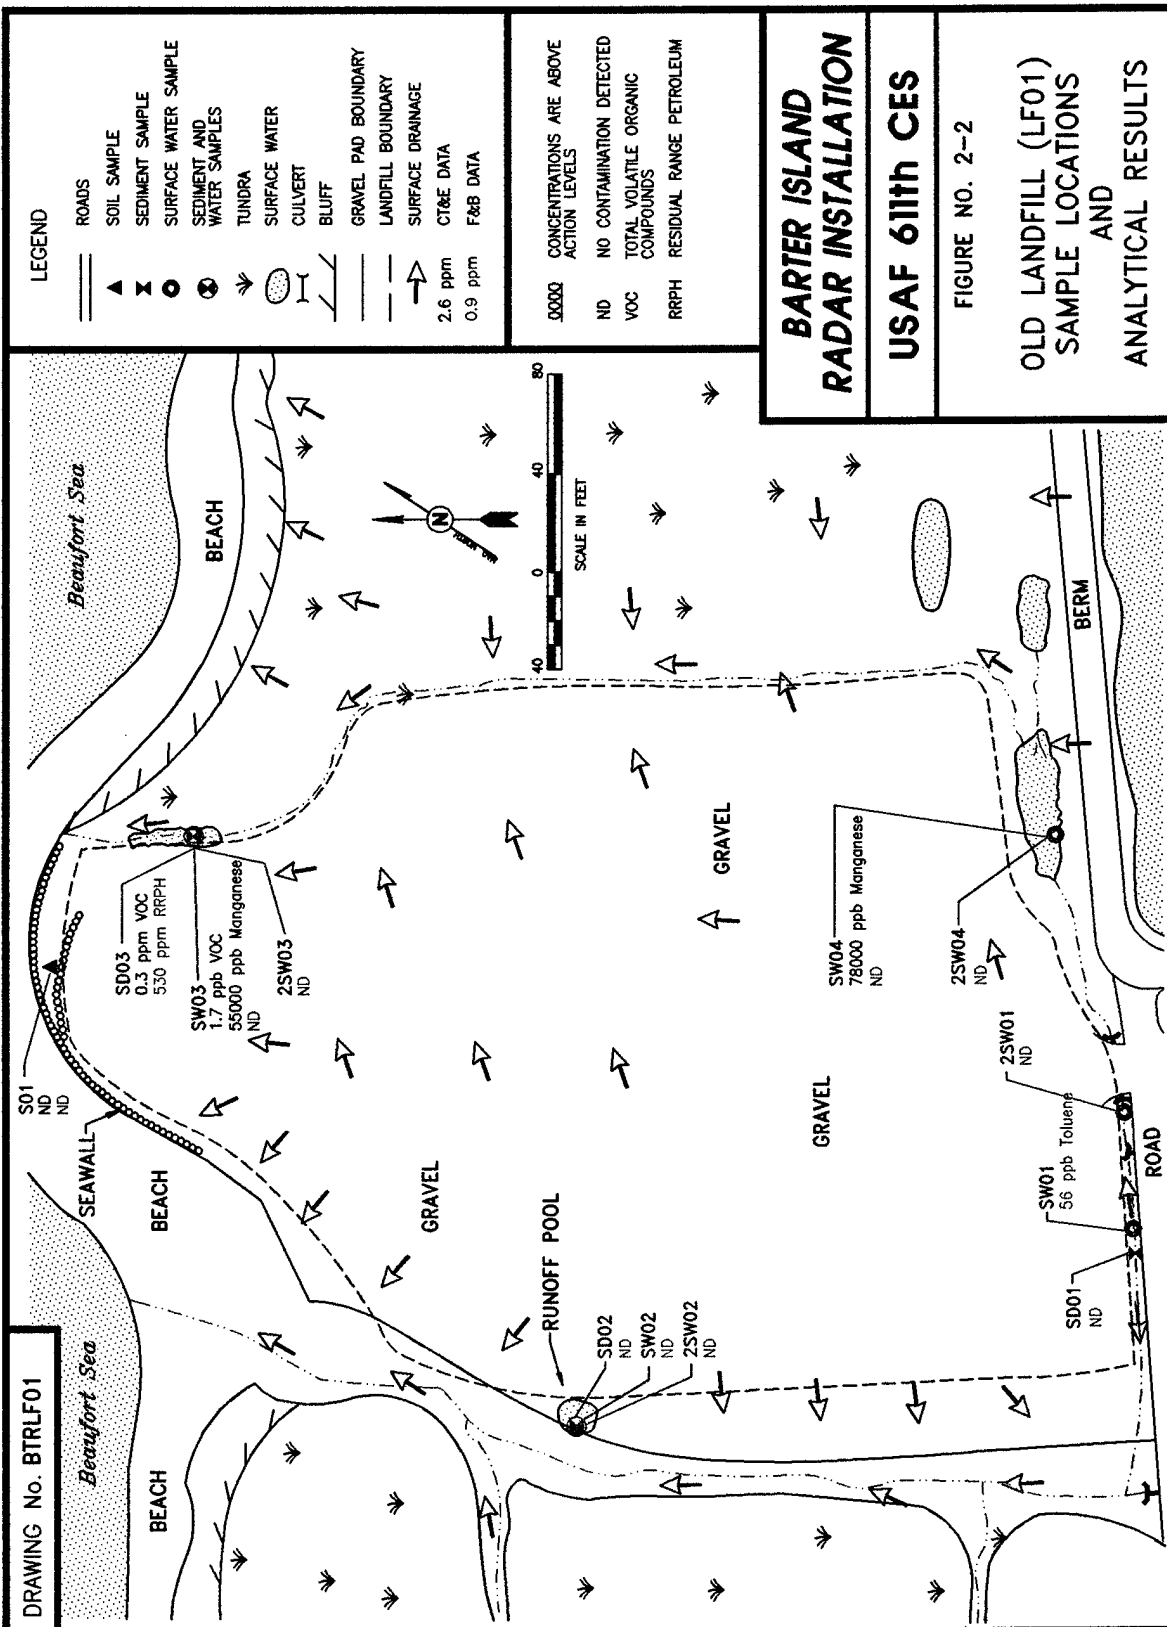 DRAWING No. BTRLF01
Beaufort Sea
Beaufort Sea
BEACH
BEACH
BEACH
SEAWALL
S01
ND
ND
SD03
0.3 ppm VOC
530 ppm RRPH
SW03
1.7 ppb VOC
55000 ppb Manganese
ND
2SW03
ND
GRAVEL
GRAVEL
GRAVEL
RUNOFF POOL
SD02
ND
SW02
ND
2SW02
ND
SW04
78000 ppb Manganese
ND
2SW04
ND
2SW01
ND
SW01
56 ppb Toluene
SD01
ND
ROAD
BERM
N
40 0 40 80
SCALE IN FEET
LEGEND
ROADS
SOIL SAMPLE
SEDIMENT SAMPLE
SURFACE WATER SAMPLE
SEDIMENT AND
WATER SAMPLES
TUNDRA
SURFACE WATER
CULVERT
BLUFF
GRAVEL PAD BOUNDARY
LANDFILL BOUNDARY
SURFACE DRAINAGE
2.6 ppm CT&E DATA
0.9 ppm F&B DATA
0000 CONCENTRATIONS ARE ABOVE
ACTION LEVELS
ND NO CONTAMINATION DETECTED
VOC TOTAL VOLATILE ORGANIC
COMPOUNDS
RRPH RESIDUAL RANGE PETROLEUM
BARTER ISLAND
RADAR INSTALLATION
USAF 611th CES
FIGURE NO. 2-2
OLD LANDFILL (LF01)
SAMPLE LOCATIONS
AND
ANALYTICAL RESULTS